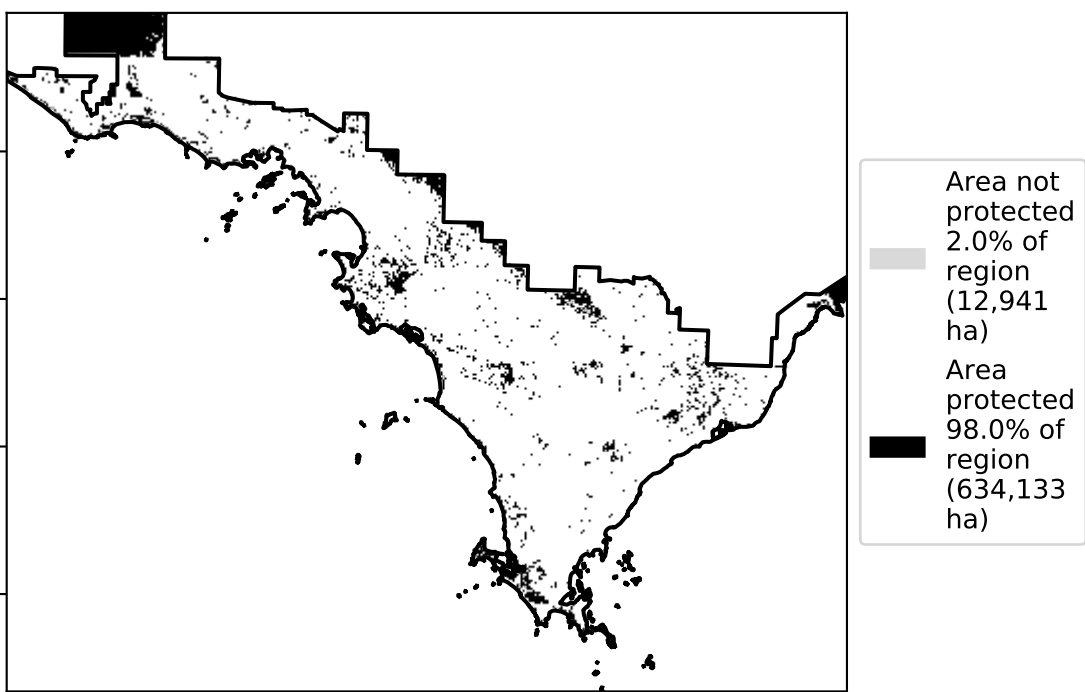 Area not
protected
2.0% of
region
(12,941
ha)
Area
protected
98.0% of
region
(634,133
ha)